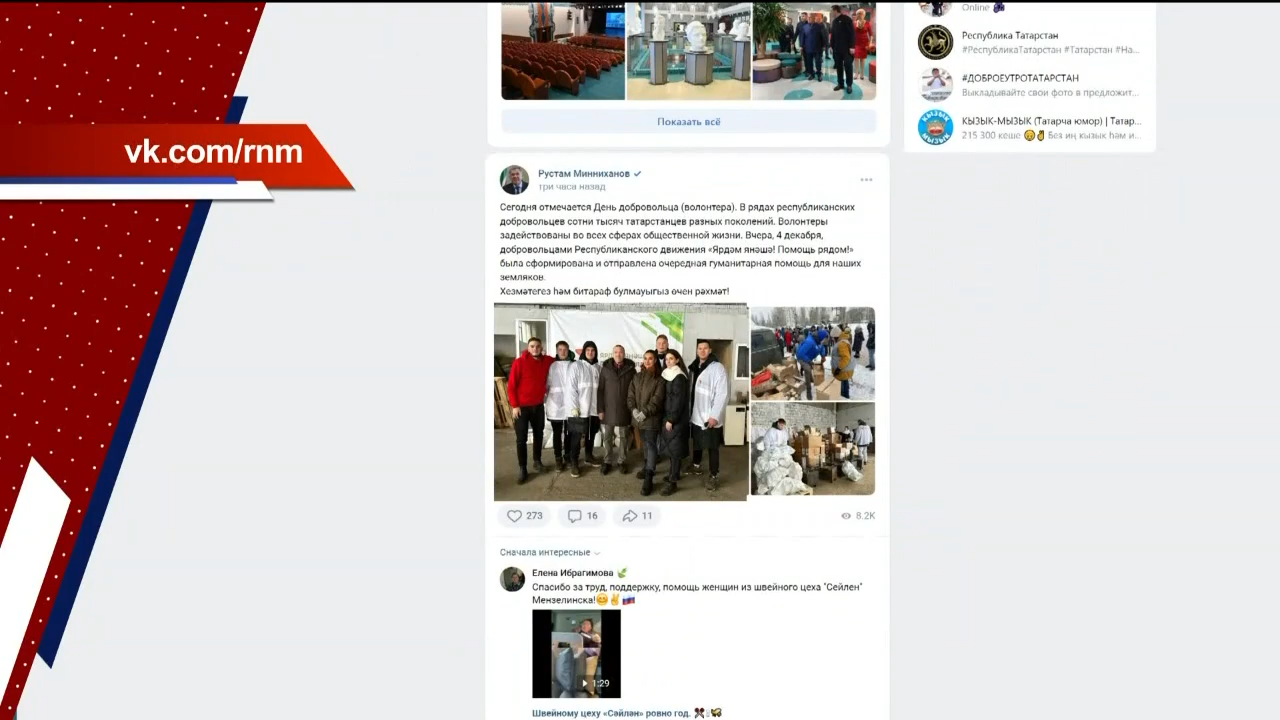 Online
Республика Татарстан
#РеспубликаТатарстан #Татарстан #На...
#ДОБРОЕУТРОТАТАРСТАН
Выкладывайте свои фото в предложит...
КЫЗЫК-МЫЗЫК (Татарча юмор) | Татар...
215 300 кеше 😄✌ Без иң кызык һәм и...
Показать всё
vk.com/rnm
Рустам Минниханов
три часа назад
Сегодня отмечается День добровольца (волонтера). В рядах республиканских
добровольцев сотни тысяч татарстанцев разных поколений. Волонтеры
задействованы во всех сферах общественной жизни. Вчера, 4 декабря,
добровольцами Республиканского движения «Ярдәм янәшә! Помощь рядом!»
была сформирована и отправлена очередная гуманитарная помощь для наших
земляков.
Хезмәтегез һәм битараф булмавыгыз өчен рәхмәт!
273 16 11 8.2K
Сначала интересные
Елена Ибрагимова
Спасибо за труд, поддержку, помощь женщин из швейного цеха "Сейлен"
Мензелинска!😊✌🇷🇺
1:29
Швейному цеху «Сәйлән» ровно год.